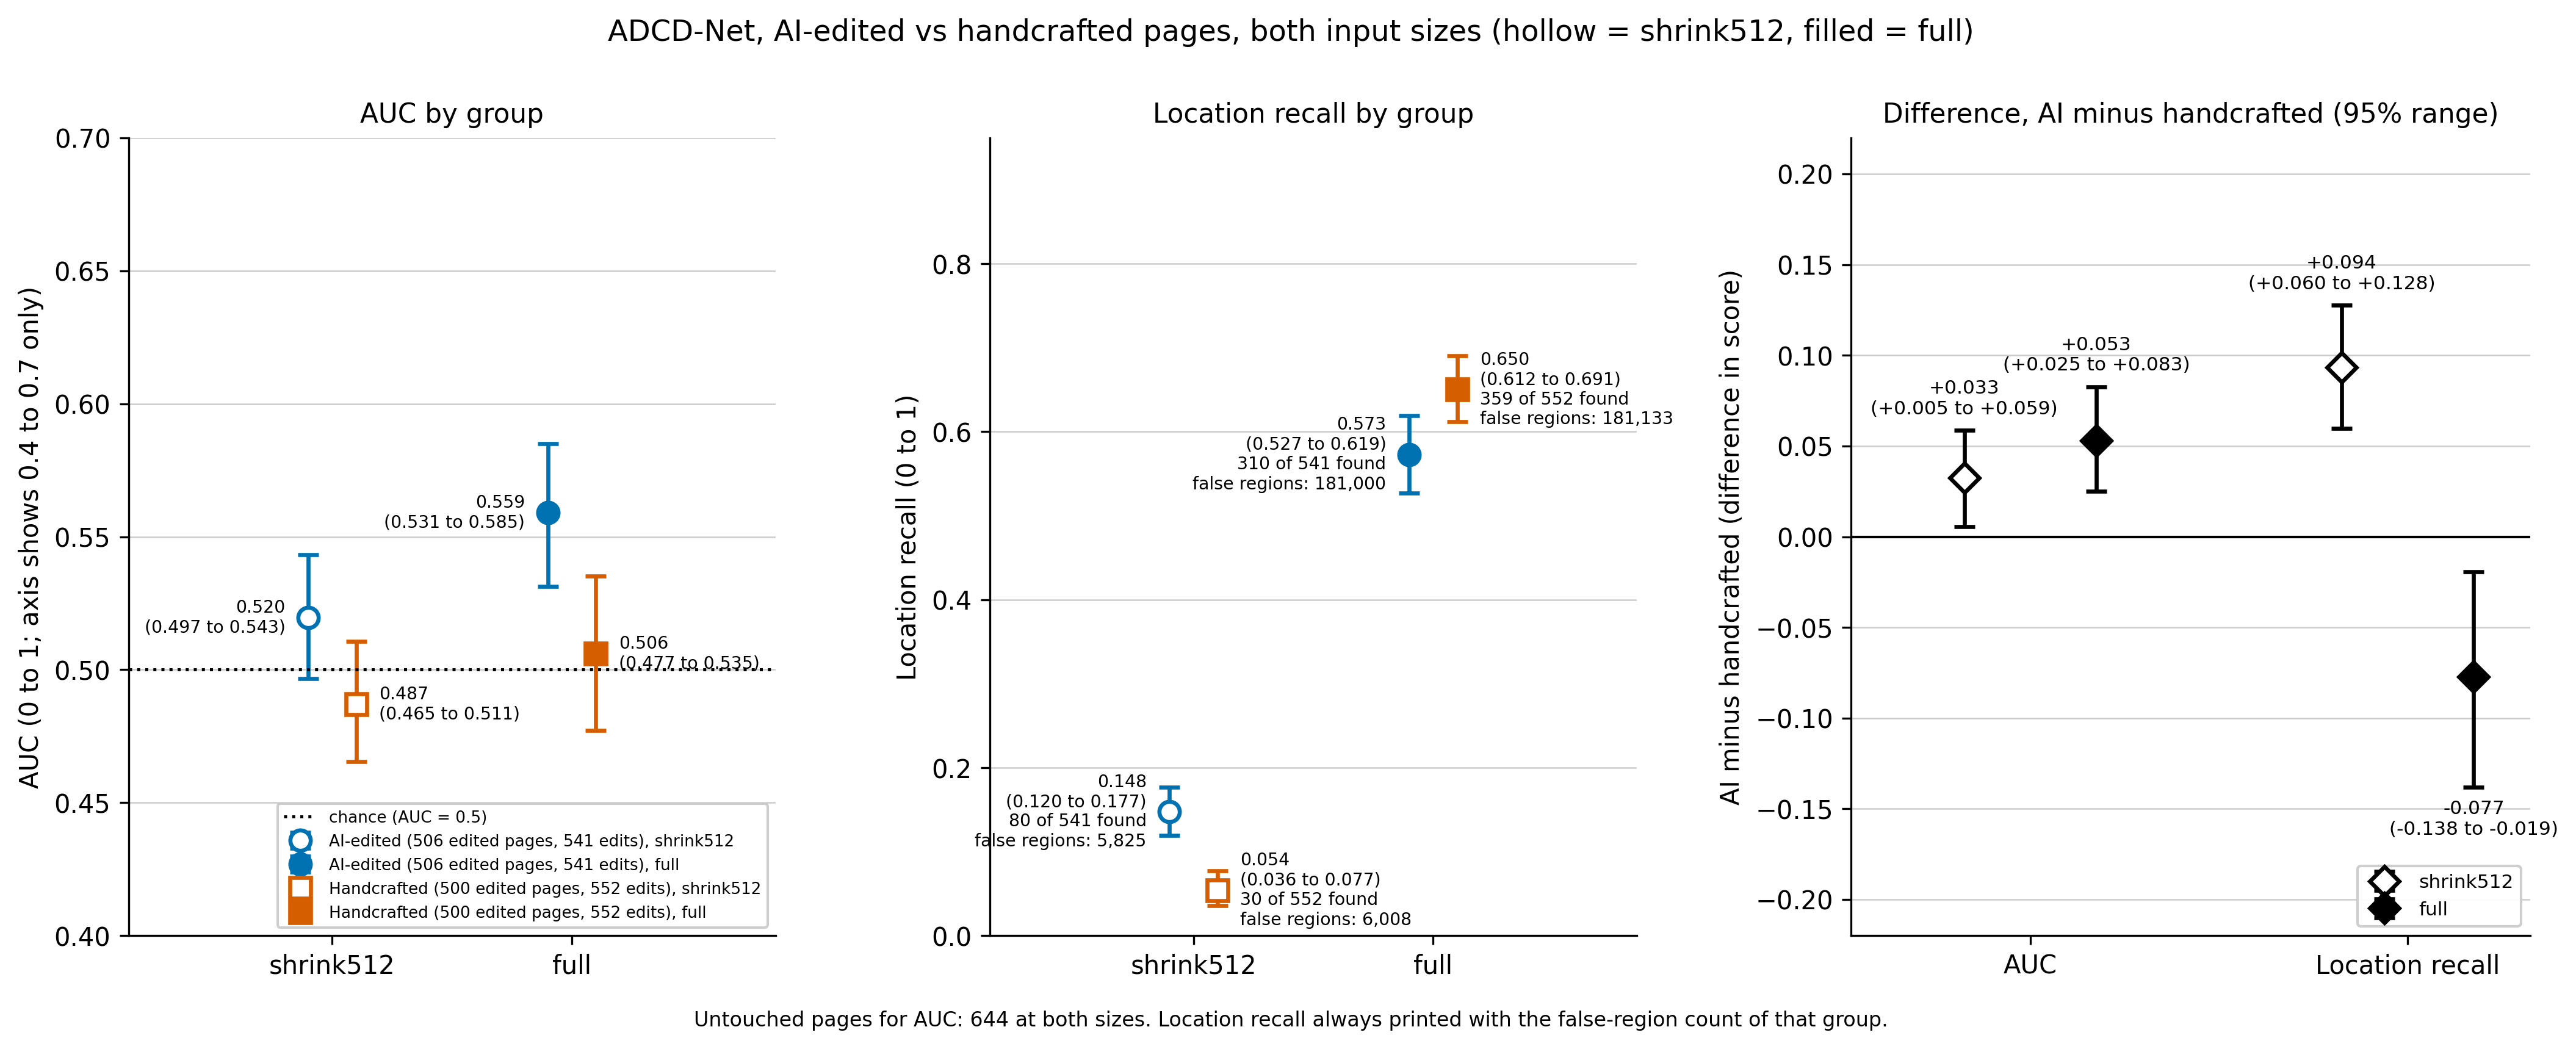 ADCD-Net, AI-edited vs handcrafted pages, both input sizes (hollow = shrink512, filled = full)
AUC by group
AUC (0 to 1; axis shows 0.4 to 0.7 only)
0.70
0.65
0.60
0.55
0.50
0.45
0.40
0.520
(0.497 to 0.543)
0.487
(0.465 to 0.511)
0.559
(0.531 to 0.585)
0.506
(0.477 to 0.535)
chance (AUC = 0.5)
AI-edited (506 edited pages, 541 edits), shrink512
AI-edited (506 edited pages, 541 edits), full
Handcrafted (500 edited pages, 552 edits), shrink512
Handcrafted (500 edited pages, 552 edits), full
shrink512
full
Location recall by group
Location recall (0 to 1)
0.8
0.6
0.4
0.2
0.0
0.148
(0.120 to 0.177)
80 of 541 found
false regions: 5,825
0.054
(0.036 to 0.077)
30 of 552 found
false regions: 6,008
0.573
(0.527 to 0.619)
310 of 541 found
false regions: 181,000
0.650
(0.612 to 0.691)
359 of 552 found
false regions: 181,133
shrink512
full
Difference, AI minus handcrafted (95% range)
AI minus handcrafted (difference in score)
0.20
0.15
0.10
0.05
0.00
−0.05
−0.10
−0.15
−0.20
+0.033
(+0.005 to +0.059)
+0.053
(+0.025 to +0.083)
+0.094
(+0.060 to +0.128)
-0.077
(-0.138 to -0.019)
shrink512
full
AUC
Location recall
Untouched pages for AUC: 644 at both sizes. Location recall always printed with the false-region count of that group.